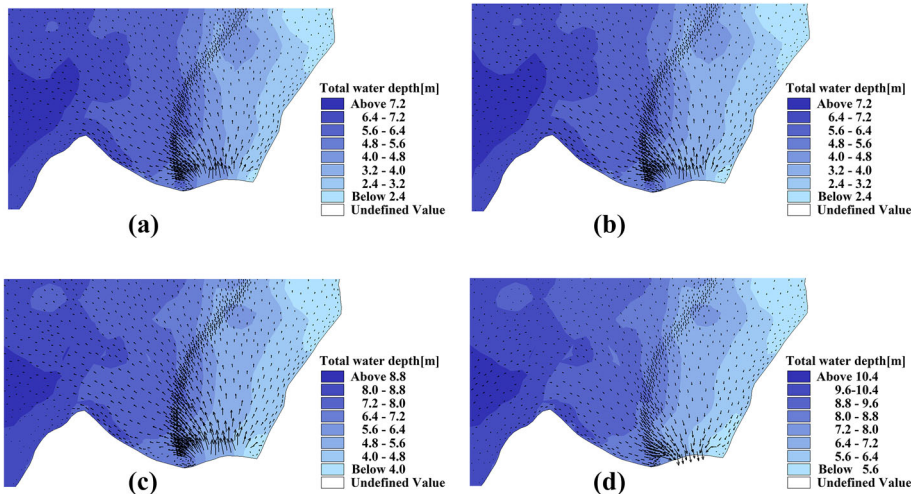 Total water depth[m]
Above 7.2
6.4 - 7.2
5.6 - 6.4
4.8 - 5.6
4.0 - 4.8
3.2 - 4.0
2.4 - 3.2
Below 2.4
Undefined Value
(a)
Total water depth[m]
Above 7.2
6.4 - 7.2
5.6 - 6.4
4.8 - 5.6
4.0 - 4.8
3.2 - 4.0
2.4 - 3.2
Below 2.4
Undefined Value
(b)
Total water depth[m]
Above 8.8
8.0 - 8.8
7.2 - 8.0
6.4 - 7.2
5.6 - 6.4
4.8 - 5.6
4.0 - 4.8
Below 4.0
Undefined Value
(c)
Total water depth[m]
Above 10.4
9.6-10.4
8.8 - 9.6
8.0 - 8.8
7.2 - 8.0
6.4 - 7.2
5.6 - 6.4
Below 5.6
Undefined Value
(d)